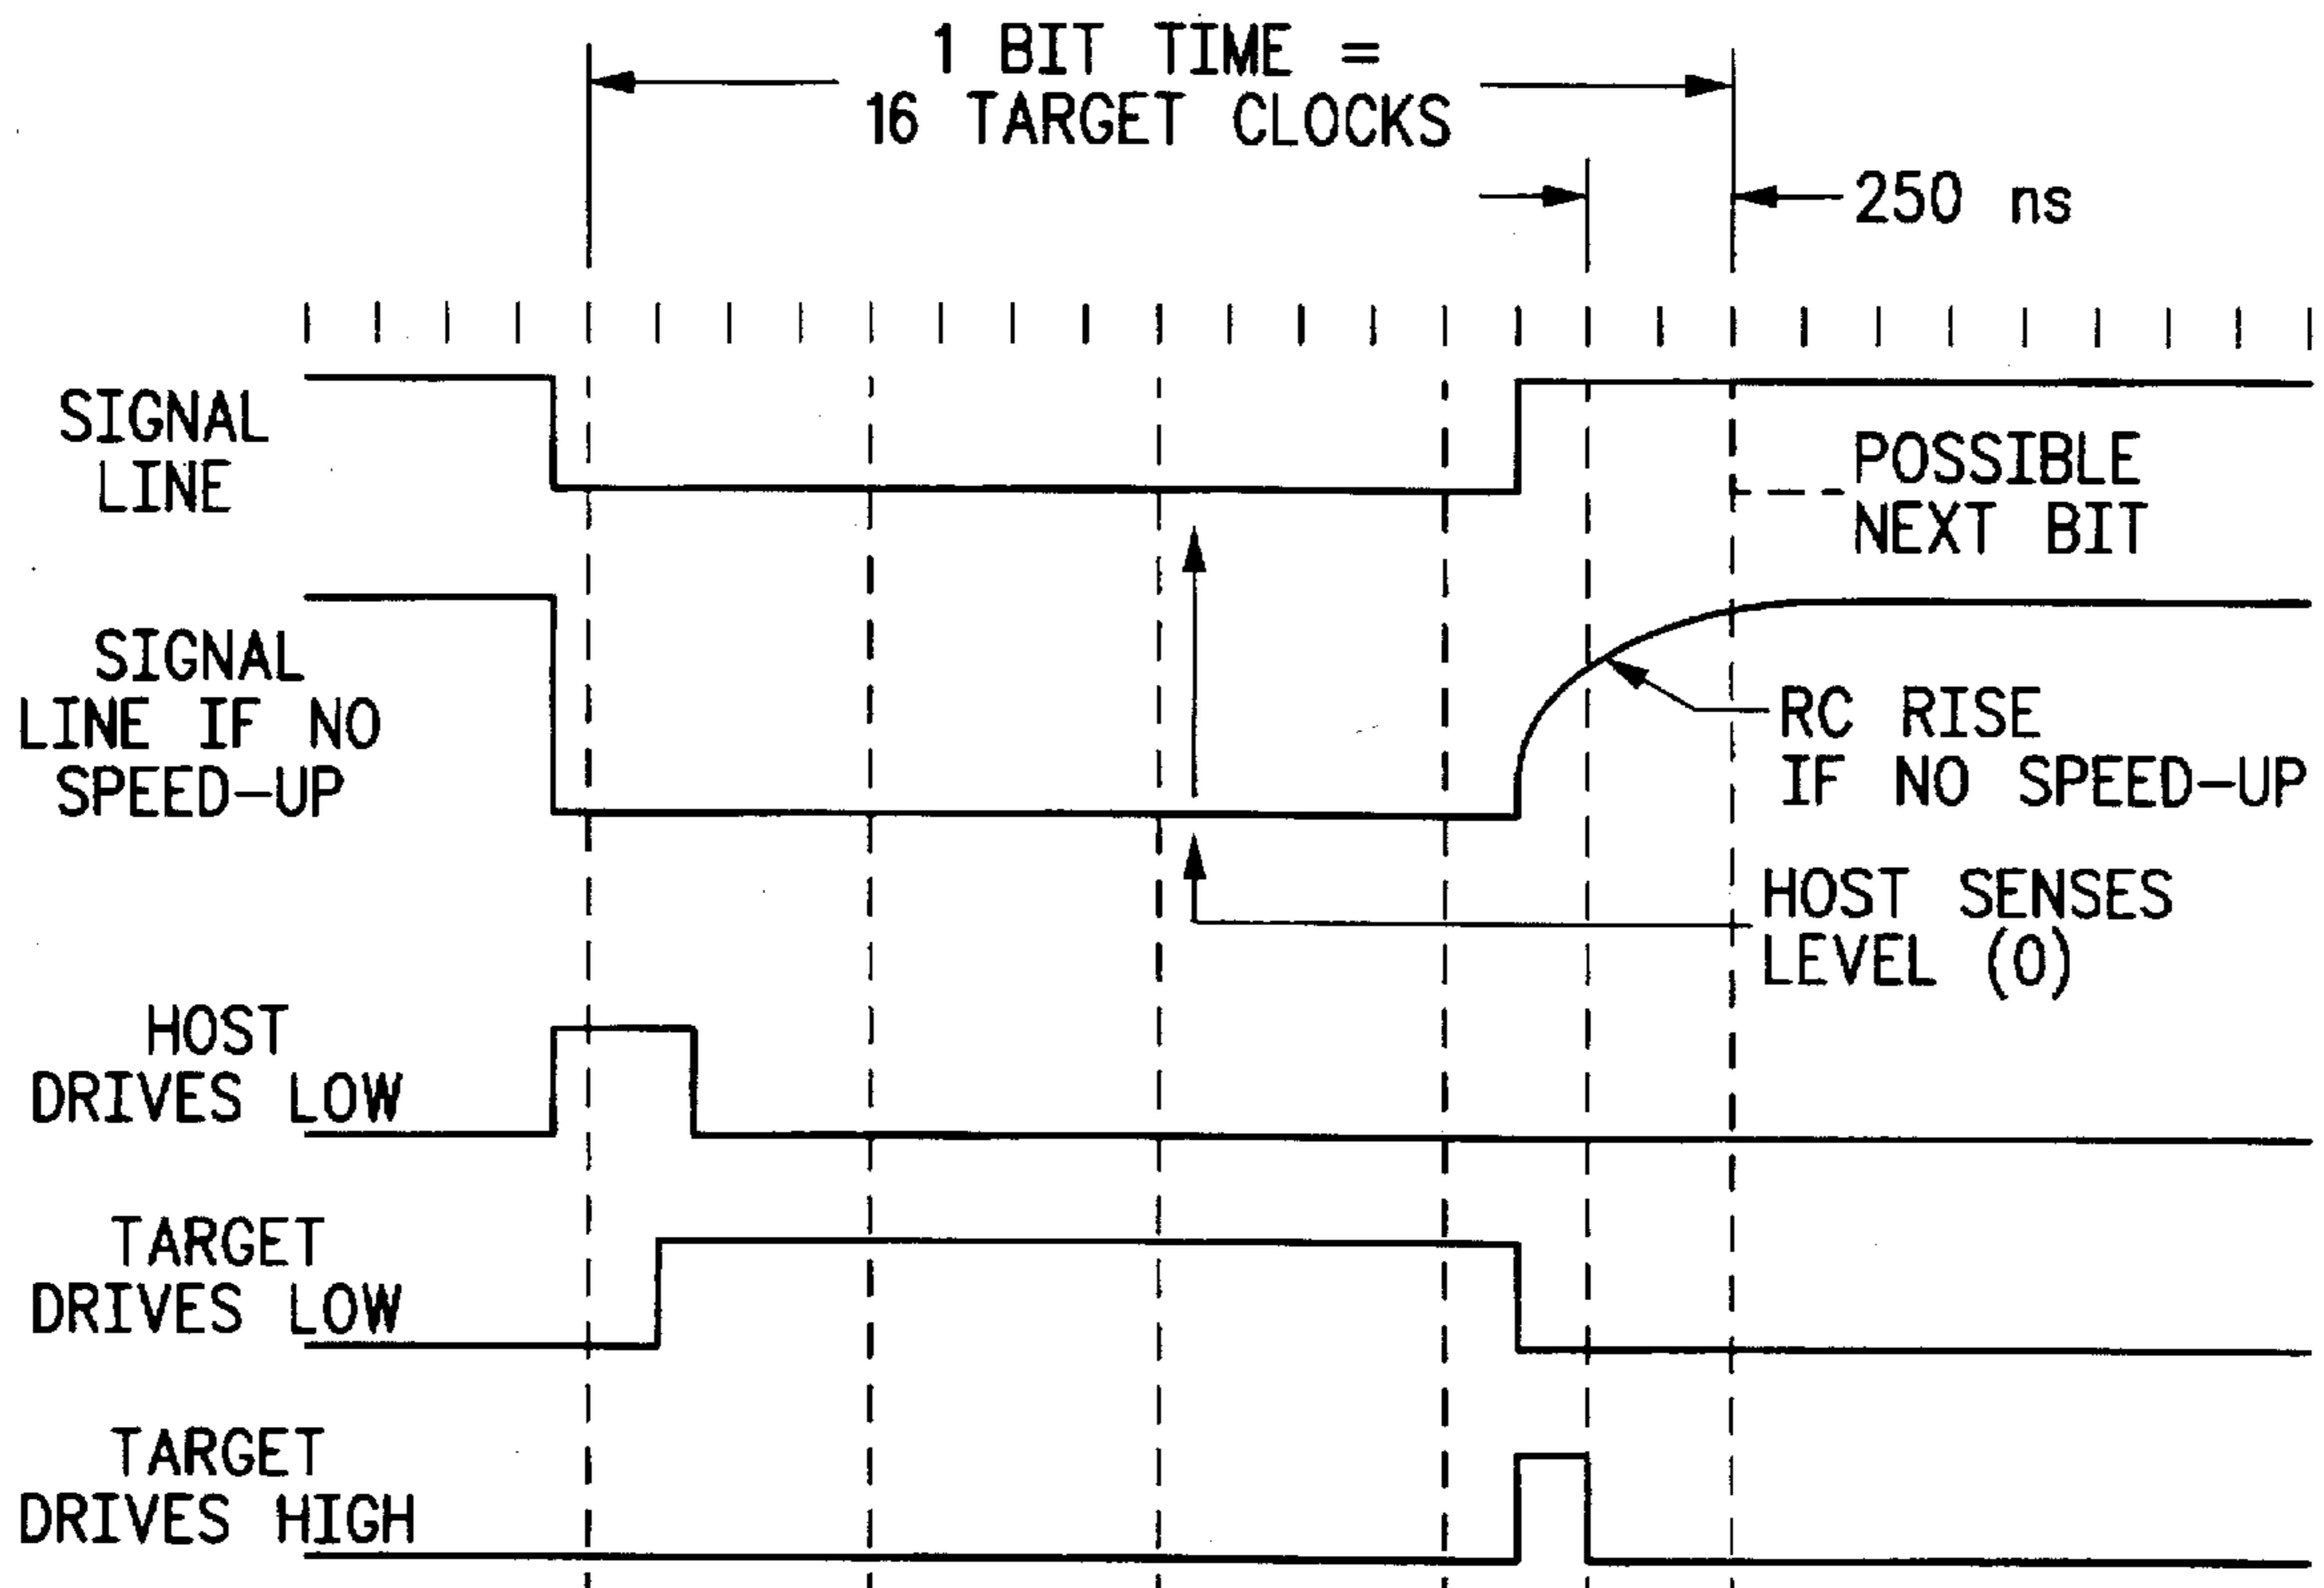 1 BIT TIME =
16 TARGET CLOCKS
250 ns
SIGNAL
LINE
POSSIBLE
NEXT BIT
SIGNAL
LINE IF NO
SPEED-UP
RC RISE
IF NO SPEED-UP
HOST SENSES
LEVEL (0)
HOST
DRIVES LOW
TARGET
DRIVES LOW
TARGET
DRIVES HIGH